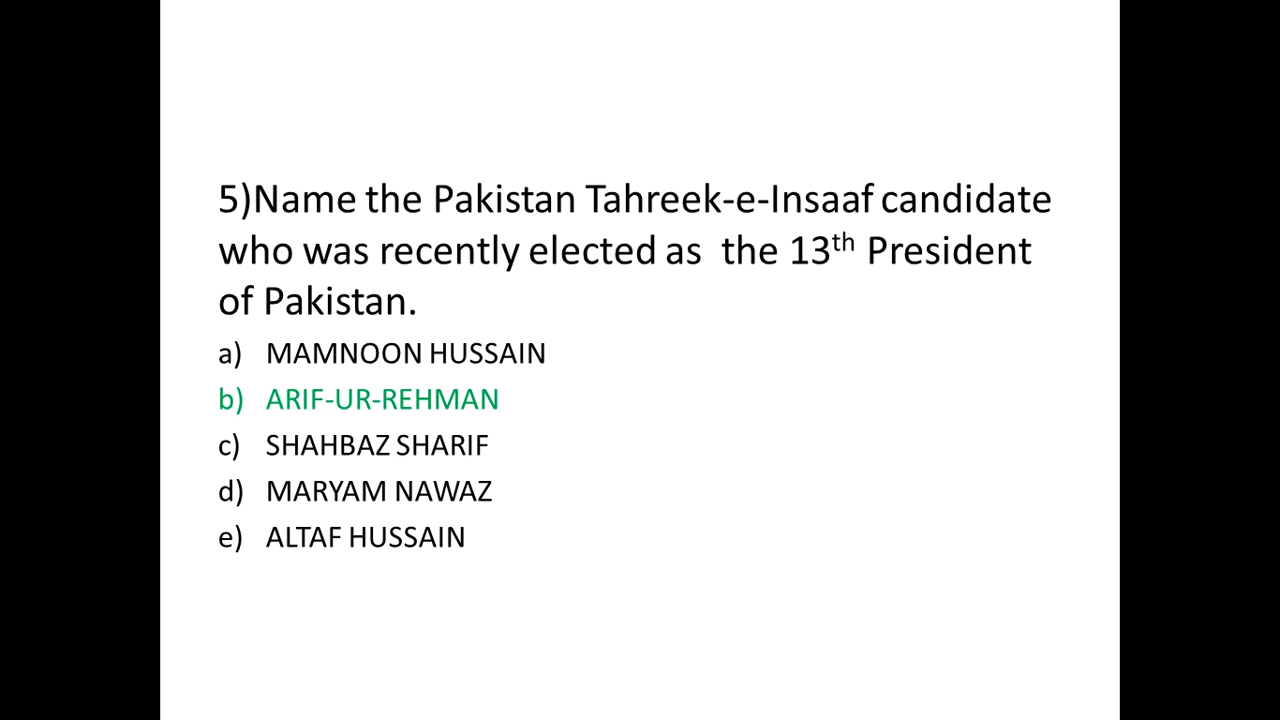 5)Name the Pakistan Tahreek-e-Insaaf candidate
who was recently elected as the 13th President
of Pakistan.
a) MAMNOON HUSSAIN
b) ARIF-UR-REHMAN
c) SHAHBAZ SHARIF
d) MARYAM NAWAZ
e) ALTAF HUSSAIN